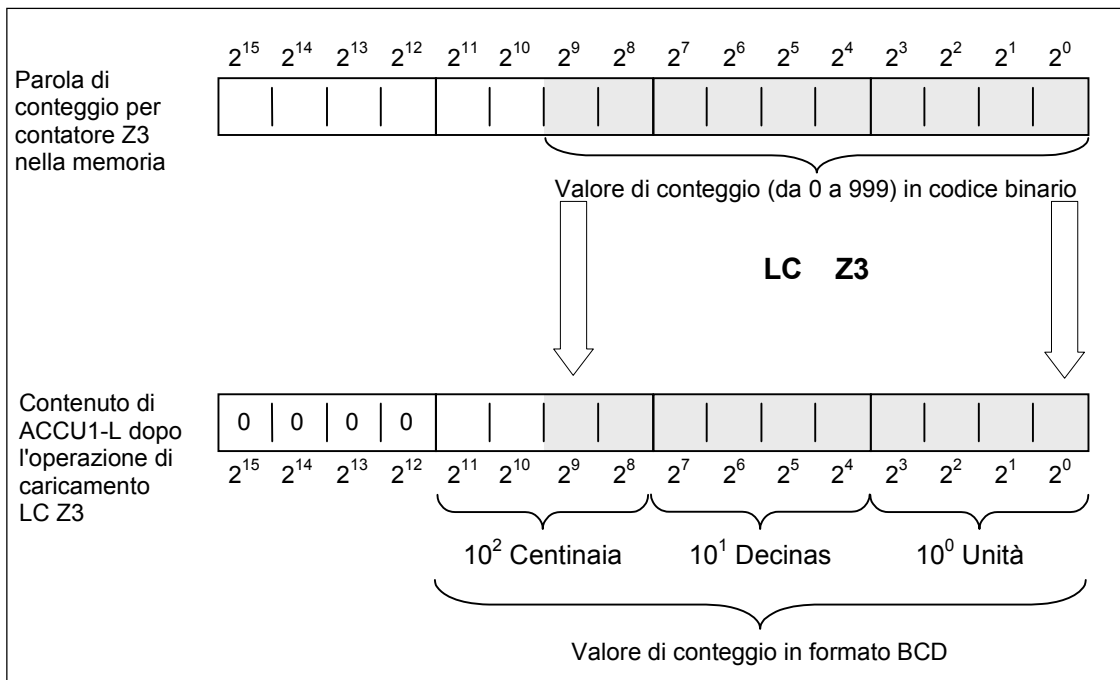 2^15 2^14 2^13 2^12 2^11 2^10 2^9 2^8 2^7 2^6 2^5 2^4 2^3 2^2 2^1 2^0
Parola di
conteggio per
contatore Z3
nella memoria
Valore di conteggio (da 0 a 999) in codice binario
LC Z3
Contenuto di
ACCU1-L dopo
l'operazione di
caricamento
LC Z3
0 0 0 0
2^15 2^14 2^13 2^12 2^11 2^10 2^9 2^8 2^7 2^6 2^5 2^4 2^3 2^2 2^1 2^0
10^2 Centinaia 10^1 Decinas 10^0 Unità
Valore di conteggio in formato BCD